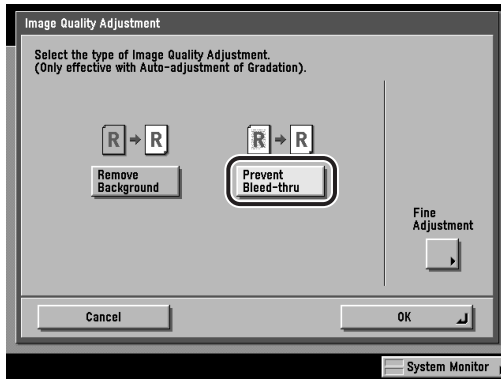 Image Quality Adjustment
Select the type of Image Quality Adjustment.
(Only effective with Auto-adjustment of Gradation).
R R
R R
Remove
Background
Prevent
Bleed-thru
Fine
Adjustment
Cancel
OK
System Monitor